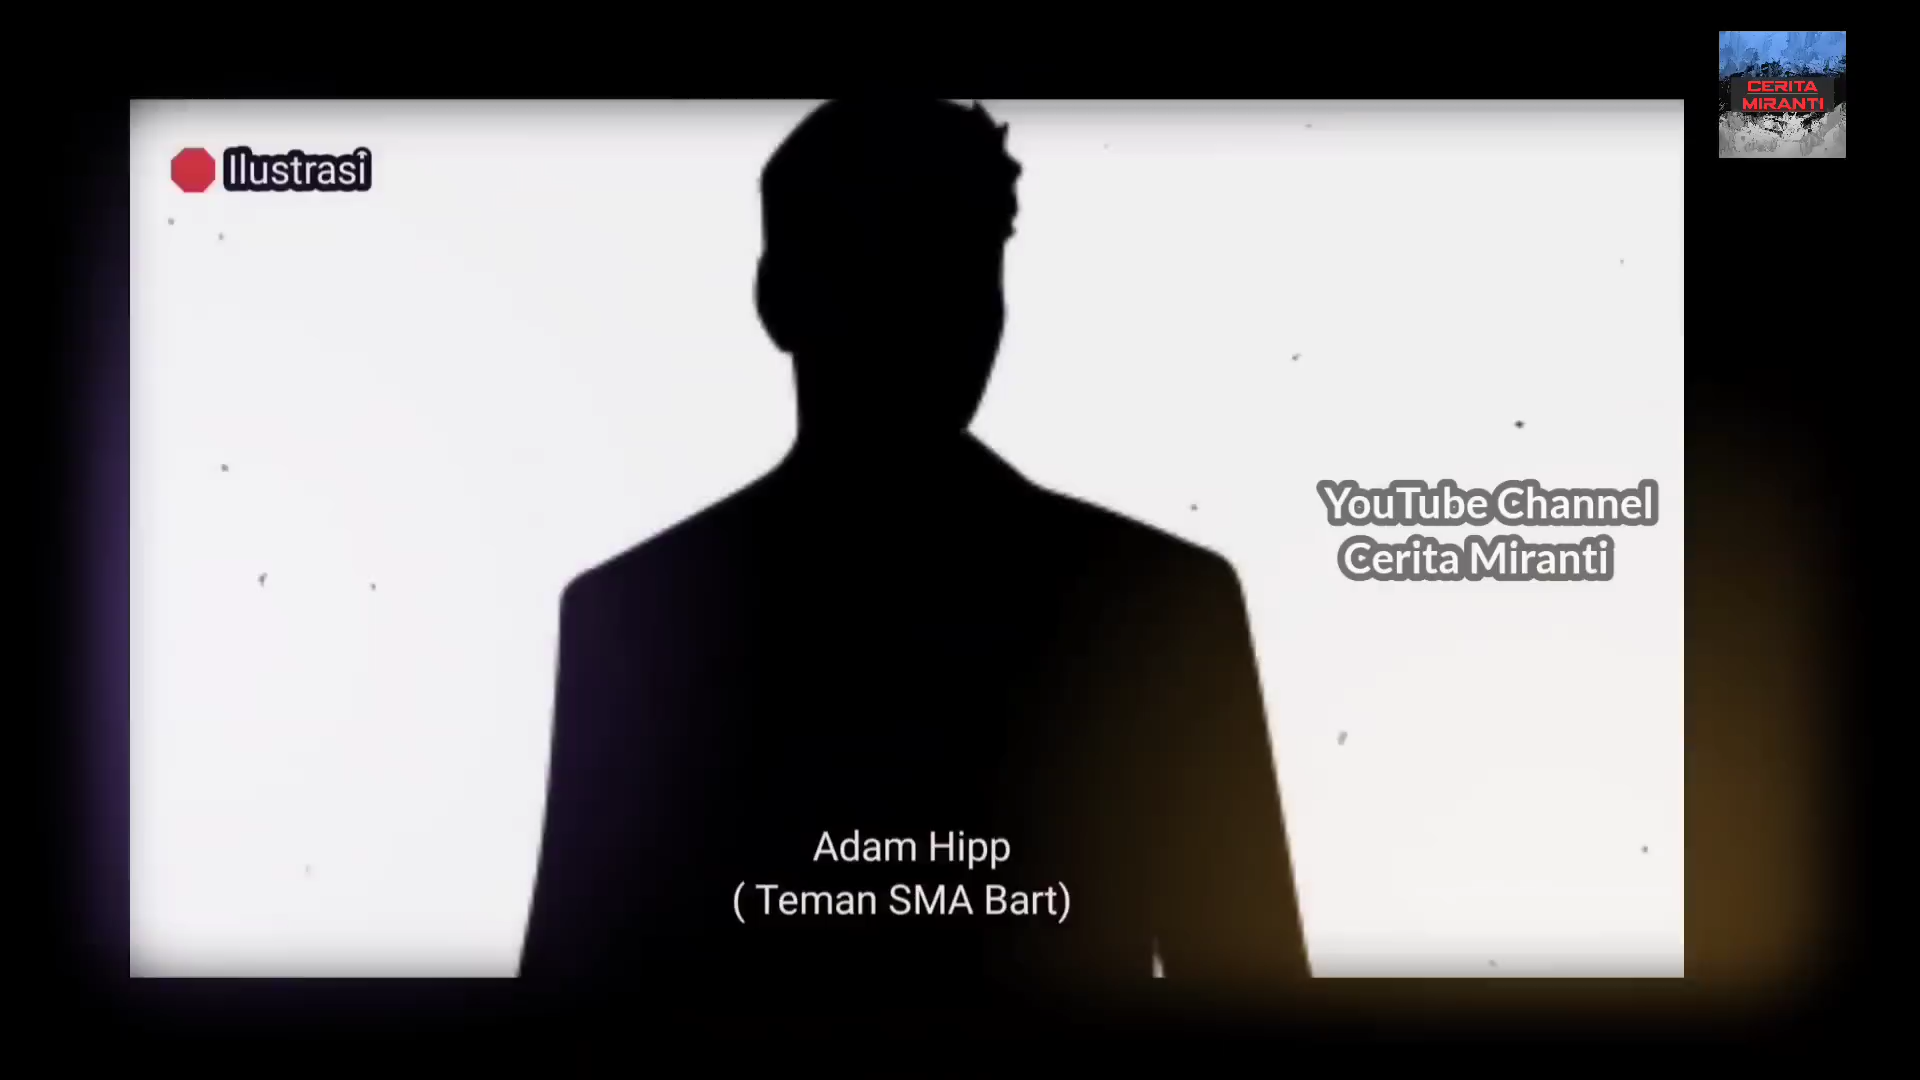 CERITA
MIRANTI
Ilustrasi
YouTube Channel
Cerita Miranti
Adam Hipp
( Teman SMA Bart)